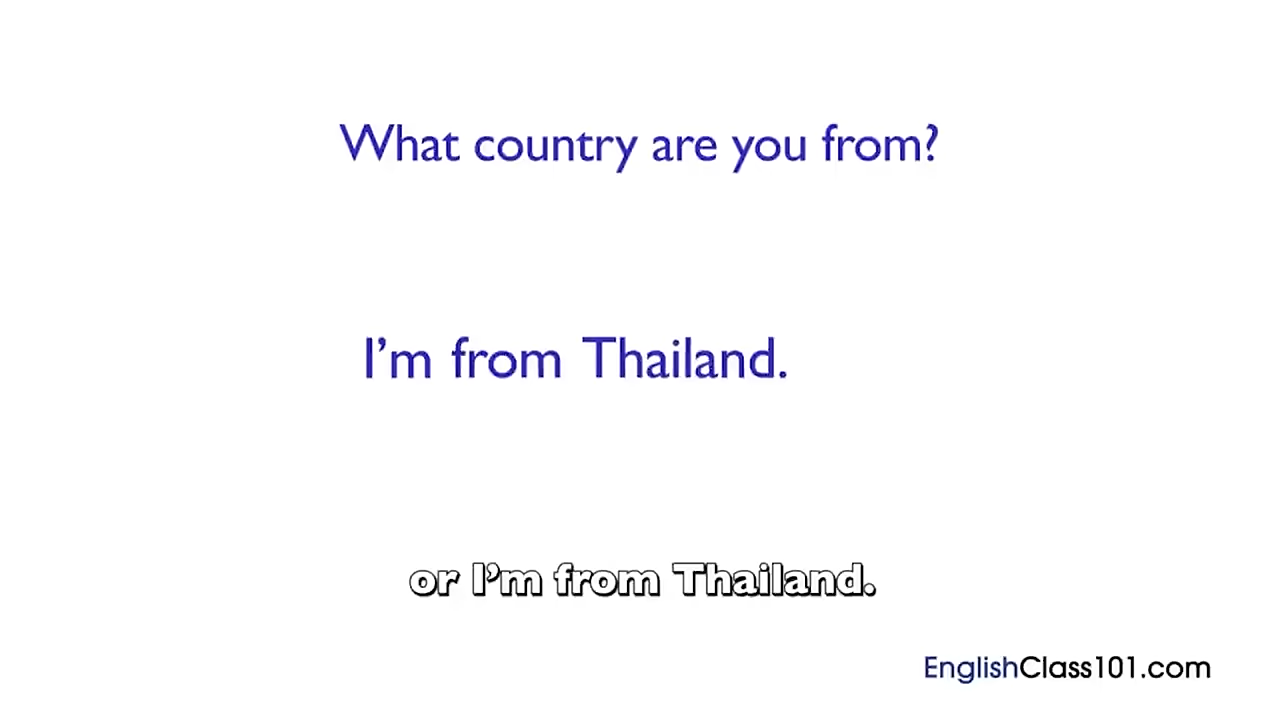 What country are you from?
I'm from Thailand.
or I'm from Thailand.
EnglishClass101.com